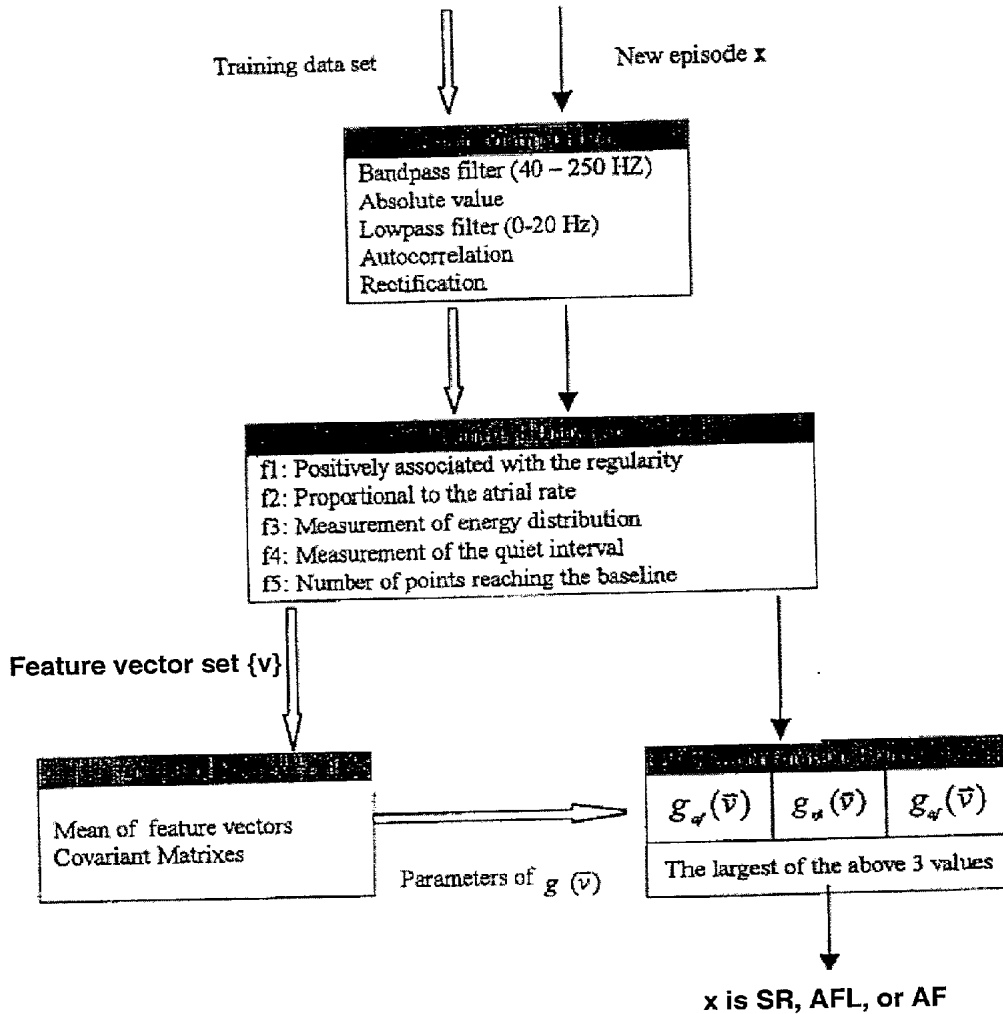 Training data set
New episode x
Bandpass filter (40 – 250 HZ)
Absolute value
Lowpass filter (0-20 Hz)
Autocorrelation
Rectification
f1: Positively associated with the regularity
f2: Proportional to the atrial rate
f3: Measurement of energy distribution
f4: Measurement of the quiet interval
f5: Number of points reaching the baseline
Feature vector set {v}
Mean of feature vectors
Covariant Matrixes
Parameters of g (v̄)
g (v̄) g (v̄) g (v̄)
The largest of the above 3 values
x is SR, AFL, or AF